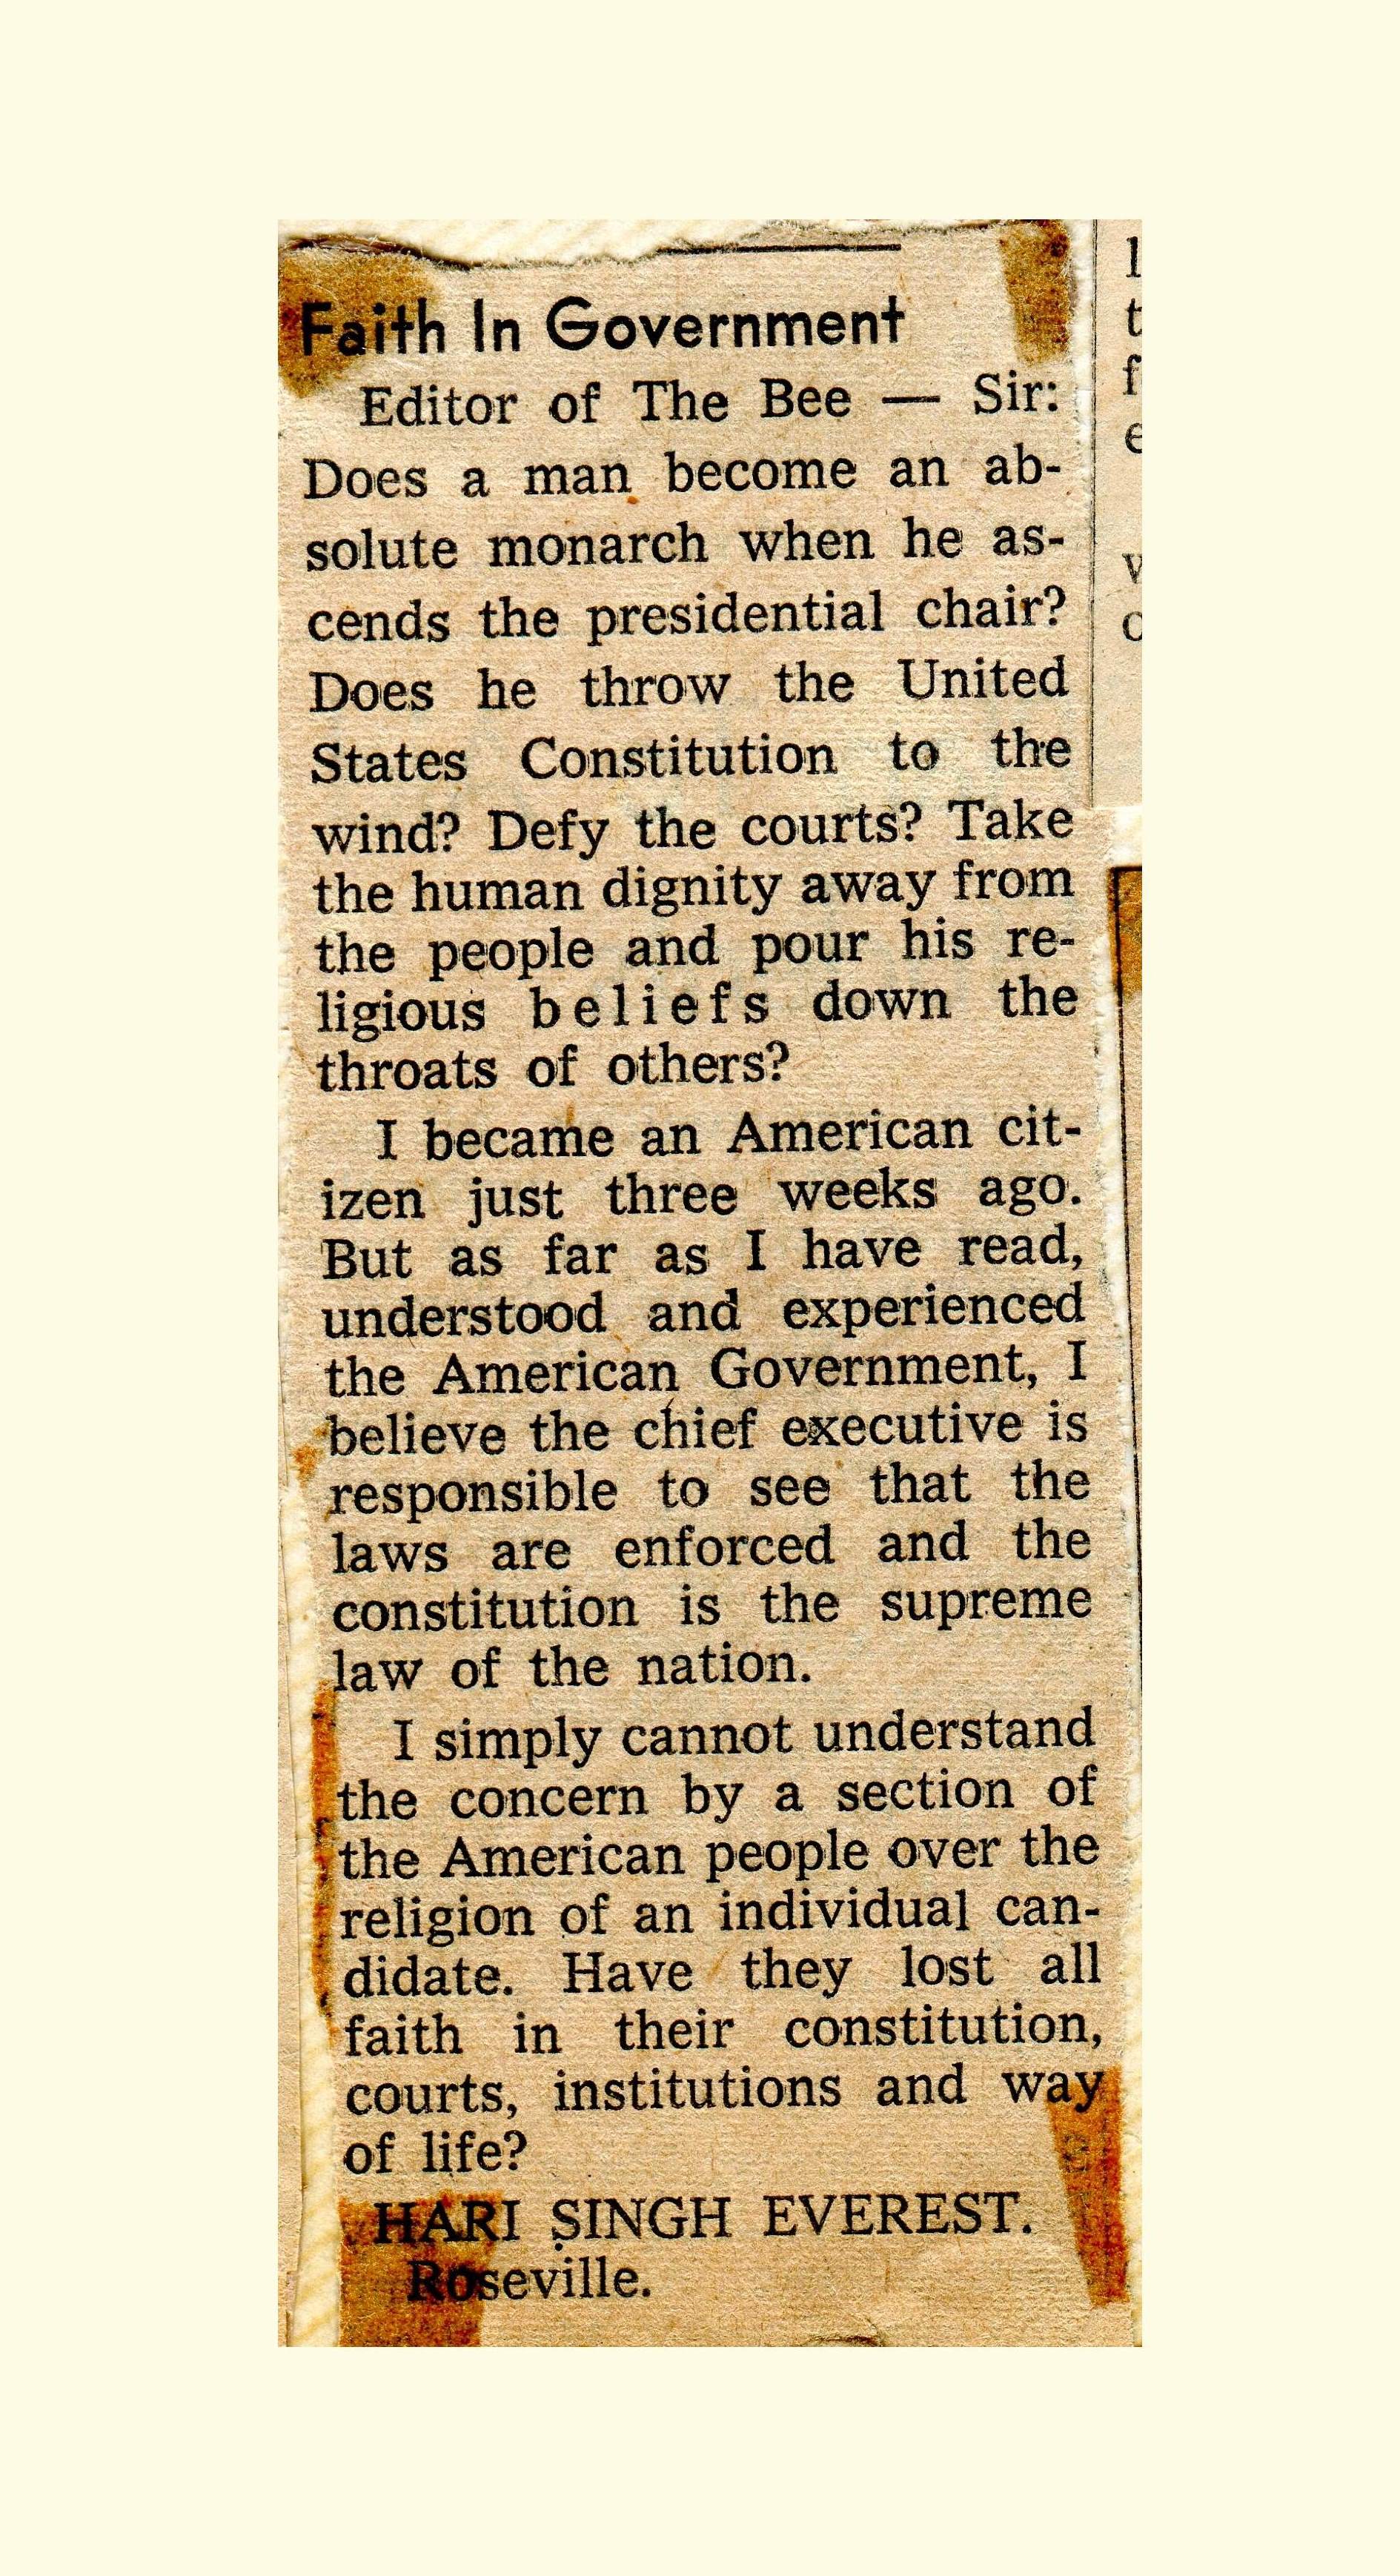 Faith In Government
Editor of The Bee — Sir:
Does a man become an ab-
solute monarch when he as-
cends the presidential chair?
Does he throw the United
States Constitution to the
wind? Defy the courts? Take
the human dignity away from
the people and pour his re-
ligious beliefs down the
throats of others?
I became an American cit-
izen just three weeks ago.
But as far as I have read,
understood and experienced
the American Government, I
believe the chief executive is
responsible to see that the
laws are enforced and the
constitution is the supreme
law of the nation.
I simply cannot understand
the concern by a section of
the American people over the
religion of an individual can-
didate. Have they lost all
faith in their constitution,
courts, institutions and way
of life?
HARI SINGH EVEREST.
Roseville.